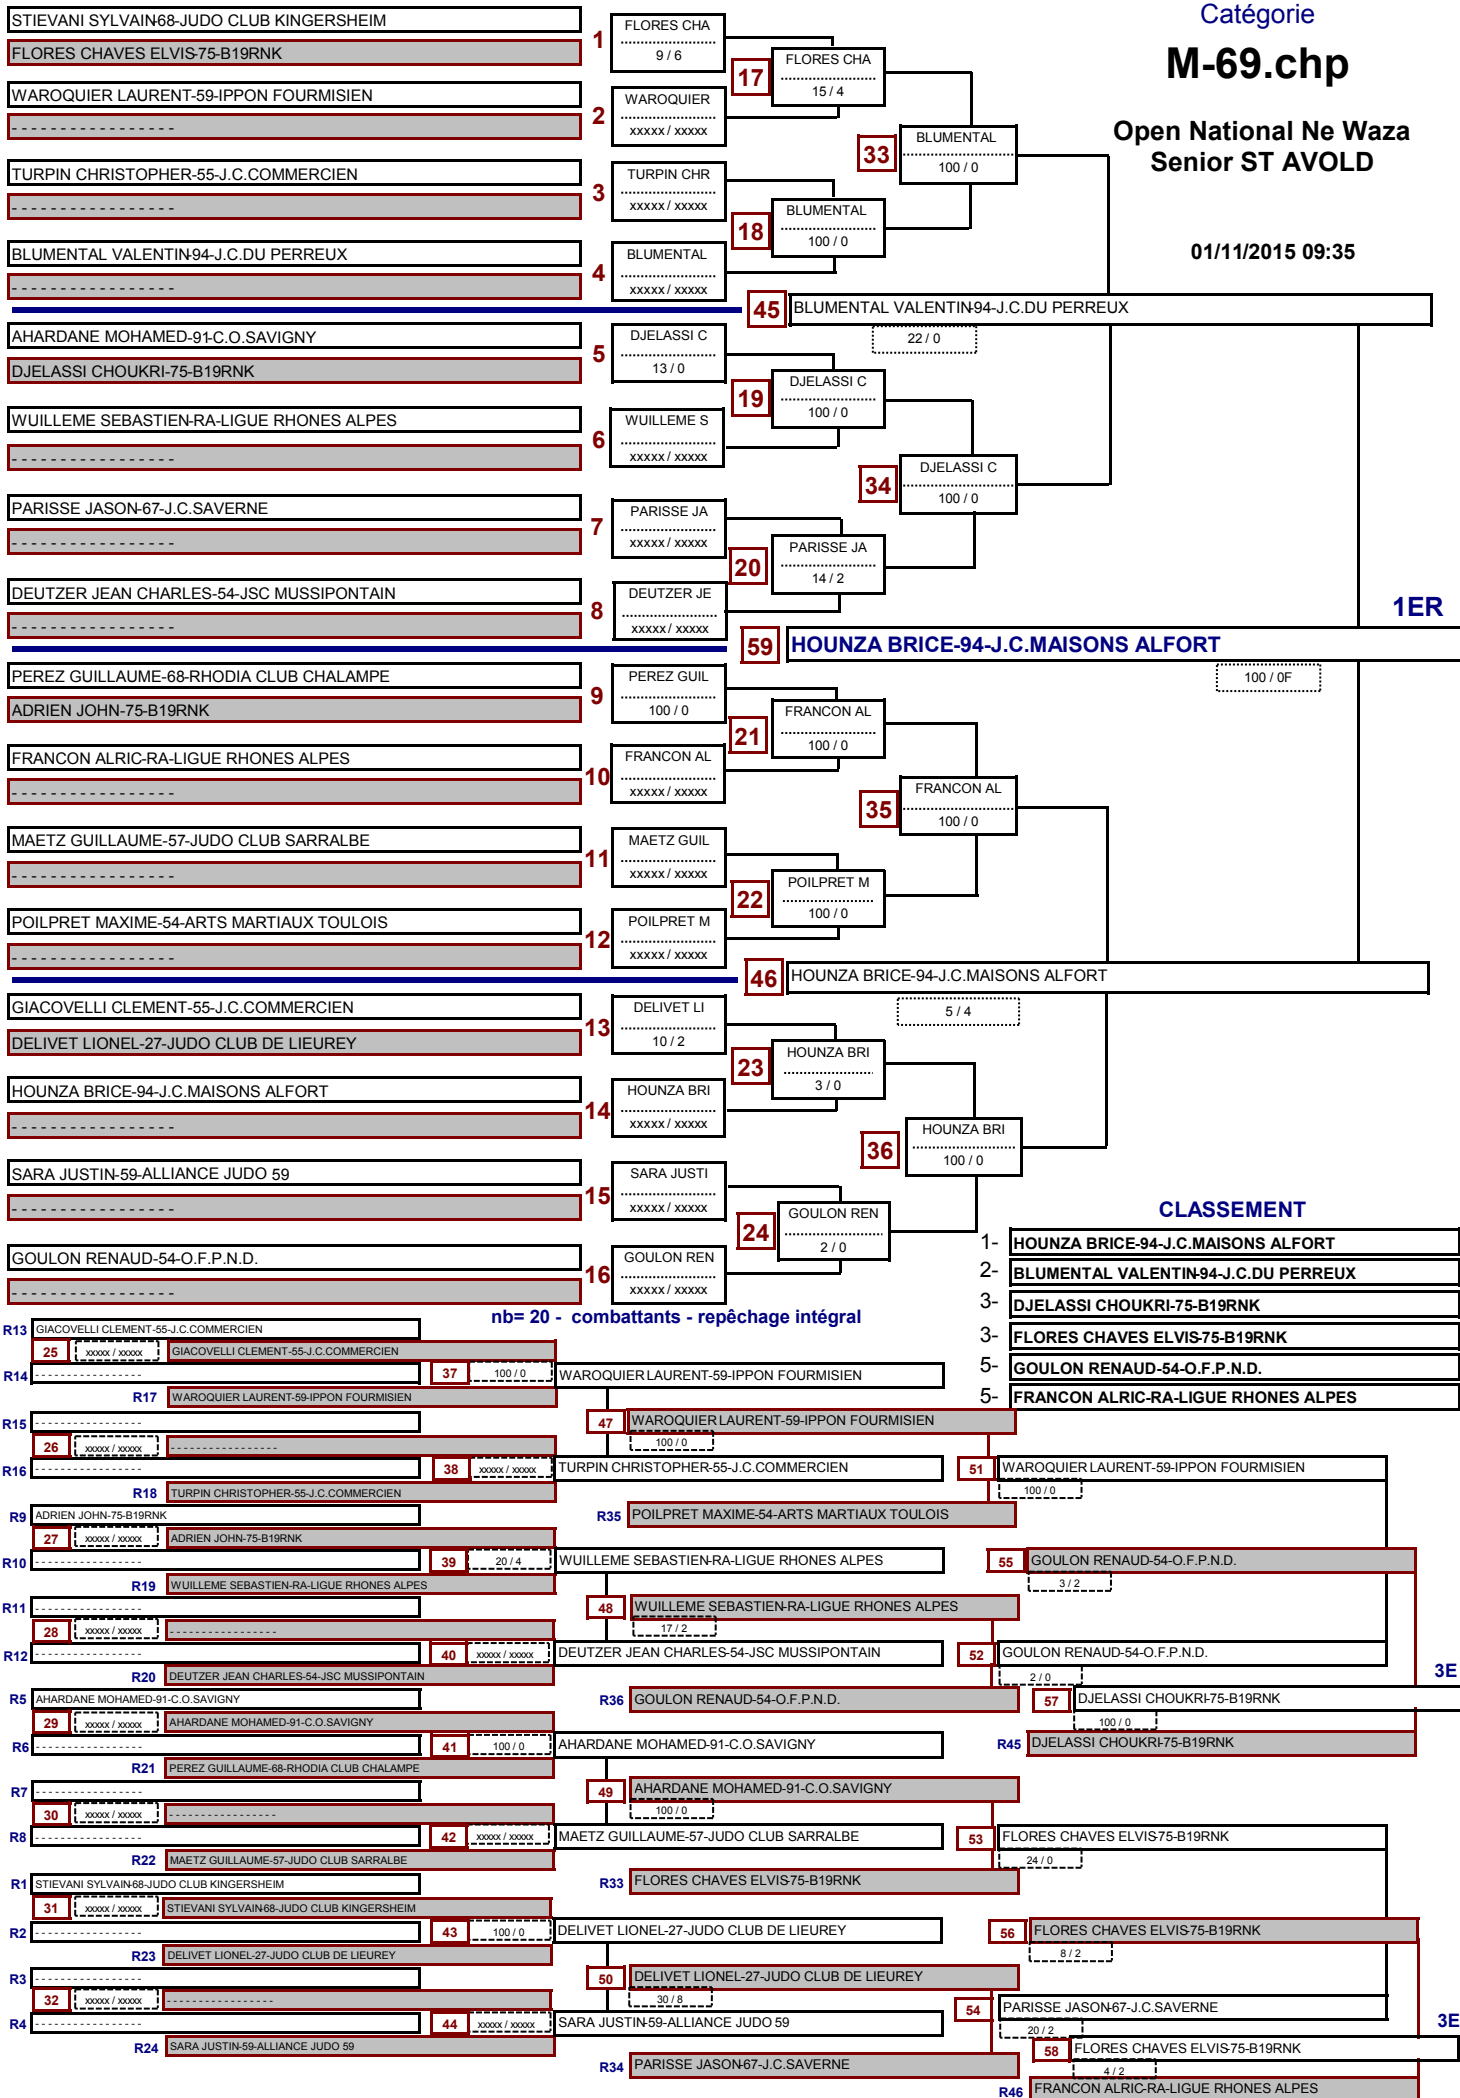 Catégorie
M-69.chp
Open National Ne Waza
Senior ST AVOLD
01/11/2015 09:35
STIEVANI SYLVAIN-68-JUDO CLUB KINGERSHEIM
FLORES CHAVES ELVIS-75-B19RNK
1
FLORES CHA
9 / 6
17
FLORES CHA
15 / 4
WAROQUIER LAURENT-59-IPPON FOURMISIEN
- - - - - - - - - - - - - - - - -
2
WAROQUIER
xxxxx / xxxxx
33
BLUMENTAL
100 / 0
TURPIN CHRISTOPHER-55-J.C.COMMERCIEN
- - - - - - - - - - - - - - - - -
3
TURPIN CHR
xxxxx / xxxxx
18
BLUMENTAL
100 / 0
BLUMENTAL VALENTIN-94-J.C.DU PERREUX
- - - - - - - - - - - - - - - - -
4
BLUMENTAL
xxxxx / xxxxx
45
BLUMENTAL VALENTIN-94-J.C.DU PERREUX
22 / 0
AHARDANE MOHAMED-91-C.O.SAVIGNY
DJELASSI CHOUKRI-75-B19RNK
5
DJELASSI C
13 / 0
19
DJELASSI C
100 / 0
WUILLEME SEBASTIEN-RA-LIGUE RHONES ALPES
- - - - - - - - - - - - - - - - -
6
WUILLEME S
xxxxx / xxxxx
34
DJELASSI C
100 / 0
PARISSE JASON-67-J.C.SAVERNE
- - - - - - - - - - - - - - - - -
7
PARISSE JA
xxxxx / xxxxx
20
PARISSE JA
14 / 2
DEUTZER JEAN CHARLES-54-JSC MUSSIPONTAIN
- - - - - - - - - - - - - - - - -
8
DEUTZER JE
xxxxx / xxxxx
1ER
59
HOUNZA BRICE-94-J.C.MAISONS ALFORT
100 / 0F
PEREZ GUILLAUME-68-RHODIA CLUB CHALAMPE
ADRIEN JOHN-75-B19RNK
9
PEREZ GUIL
100 / 0
21
FRANCON AL
100 / 0
FRANCON ALRIC-RA-LIGUE RHONES ALPES
- - - - - - - - - - - - - - - - -
10
FRANCON AL
xxxxx / xxxxx
35
FRANCON AL
100 / 0
MAETZ GUILLAUME-57-JUDO CLUB SARRALBE
- - - - - - - - - - - - - - - - -
11
MAETZ GUIL
xxxxx / xxxxx
22
POILPRET M
100 / 0
POILPRET MAXIME-54-ARTS MARTIAUX TOULOIS
- - - - - - - - - - - - - - - - -
12
POILPRET M
xxxxx / xxxxx
46
HOUNZA BRICE-94-J.C.MAISONS ALFORT
5 / 4
GIACOVELLI CLEMENT-55-J.C.COMMERCIEN
DELIVET LIONEL-27-JUDO CLUB DE LIEUREY
13
DELIVET LI
10 / 2
23
HOUNZA BRI
3 / 0
HOUNZA BRICE-94-J.C.MAISONS ALFORT
- - - - - - - - - - - - - - - - -
14
HOUNZA BRI
xxxxx / xxxxx
36
HOUNZA BRI
100 / 0
SARA JUSTIN-59-ALLIANCE JUDO 59
- - - - - - - - - - - - - - - - -
15
SARA JUSTI
xxxxx / xxxxx
24
GOULON REN
2 / 0
GOULON RENAUD-54-O.F.P.N.D.
- - - - - - - - - - - - - - - - -
16
GOULON REN
xxxxx / xxxxx
CLASSEMENT
1- HOUNZA BRICE-94-J.C.MAISONS ALFORT
2- BLUMENTAL VALENTIN-94-J.C.DU PERREUX
3- DJELASSI CHOUKRI-75-B19RNK
3- FLORES CHAVES ELVIS-75-B19RNK
5- GOULON RENAUD-54-O.F.P.N.D.
5- FRANCON ALRIC-RA-LIGUE RHONES ALPES
nb= 20 - combattants - repêchage intégral
R13 GIACOVELLI CLEMENT-55-J.C.COMMERCIEN
25 xxxxx / xxxxx GIACOVELLI CLEMENT-55-J.C.COMMERCIEN
R14 - - - - - - - - - - - - - - - - -
37 100 / 0 WAROQUIER LAURENT-59-IPPON FOURMISIEN
R17 WAROQUIER LAURENT-59-IPPON FOURMISIEN
R15 - - - - - - - - - - - - - - - - -
47 WAROQUIER LAURENT-59-IPPON FOURMISIEN
100 / 0
26 xxxxx / xxxxx - - - - - - - - - - - - - - - - -
R16 - - - - - - - - - - - - - - - - -
38 xxxxx / xxxxx TURPIN CHRISTOPHER-55-J.C.COMMERCIEN
51 WAROQUIER LAURENT-59-IPPON FOURMISIEN
100 / 0
R18 TURPIN CHRISTOPHER-55-J.C.COMMERCIEN
R9 ADRIEN JOHN-75-B19RNK
R35 POILPRET MAXIME-54-ARTS MARTIAUX TOULOIS
27 xxxxx / xxxxx ADRIEN JOHN-75-B19RNK
R10 - - - - - - - - - - - - - - - - -
39 20 / 4 WUILLEME SEBASTIEN-RA-LIGUE RHONES ALPES
55 GOULON RENAUD-54-O.F.P.N.D.
3 / 2
R19 WUILLEME SEBASTIEN-RA-LIGUE RHONES ALPES
R11 - - - - - - - - - - - - - - - - -
48 WUILLEME SEBASTIEN-RA-LIGUE RHONES ALPES
17 / 2
28 xxxxx / xxxxx - - - - - - - - - - - - - - - - -
R12 - - - - - - - - - - - - - - - - -
40 xxxxx / xxxxx DEUTZER JEAN CHARLES-54-JSC MUSSIPONTAIN
52 GOULON RENAUD-54-O.F.P.N.D.
2 / 0
3E
R20 DEUTZER JEAN CHARLES-54-JSC MUSSIPONTAIN
R5 AHARDANE MOHAMED-91-C.O.SAVIGNY
R36 GOULON RENAUD-54-O.F.P.N.D.
57 DJELASSI CHOUKRI-75-B19RNK
100 / 0
29 xxxxx / xxxxx AHARDANE MOHAMED-91-C.O.SAVIGNY
R6 - - - - - - - - - - - - - - - - -
41 100 / 0 AHARDANE MOHAMED-91-C.O.SAVIGNY
R45 DJELASSI CHOUKRI-75-B19RNK
R21 PEREZ GUILLAUME-68-RHODIA CLUB CHALAMPE
R7 - - - - - - - - - - - - - - - - -
49 AHARDANE MOHAMED-91-C.O.SAVIGNY
100 / 0
30 xxxxx / xxxxx - - - - - - - - - - - - - - - - -
R8 - - - - - - - - - - - - - - - - -
42 xxxxx / xxxxx MAETZ GUILLAUME-57-JUDO CLUB SARRALBE
53 FLORES CHAVES ELVIS-75-B19RNK
24 / 0
R22 MAETZ GUILLAUME-57-JUDO CLUB SARRALBE
R1 STIEVANI SYLVAIN-68-JUDO CLUB KINGERSHEIM
R33 FLORES CHAVES ELVIS-75-B19RNK
31 xxxxx / xxxxx STIEVANI SYLVAIN-68-JUDO CLUB KINGERSHEIM
R2 - - - - - - - - - - - - - - - - -
43 100 / 0 DELIVET LIONEL-27-JUDO CLUB DE LIEUREY
56 FLORES CHAVES ELVIS-75-B19RNK
8 / 2
R23 DELIVET LIONEL-27-JUDO CLUB DE LIEUREY
R3 - - - - - - - - - - - - - - - - -
50 DELIVET LIONEL-27-JUDO CLUB DE LIEUREY
30 / 8
32 xxxxx / xxxxx - - - - - - - - - - - - - - - - -
R4 - - - - - - - - - - - - - - - - -
44 xxxxx / xxxxx SARA JUSTIN-59-ALLIANCE JUDO 59
54 PARISSE JASON-67-J.C.SAVERNE
20 / 2
3E
R24 SARA JUSTIN-59-ALLIANCE JUDO 59
58 FLORES CHAVES ELVIS-75-B19RNK
4 / 2
R34 PARISSE JASON-67-J.C.SAVERNE
R46 FRANCON ALRIC-RA-LIGUE RHONES ALPES